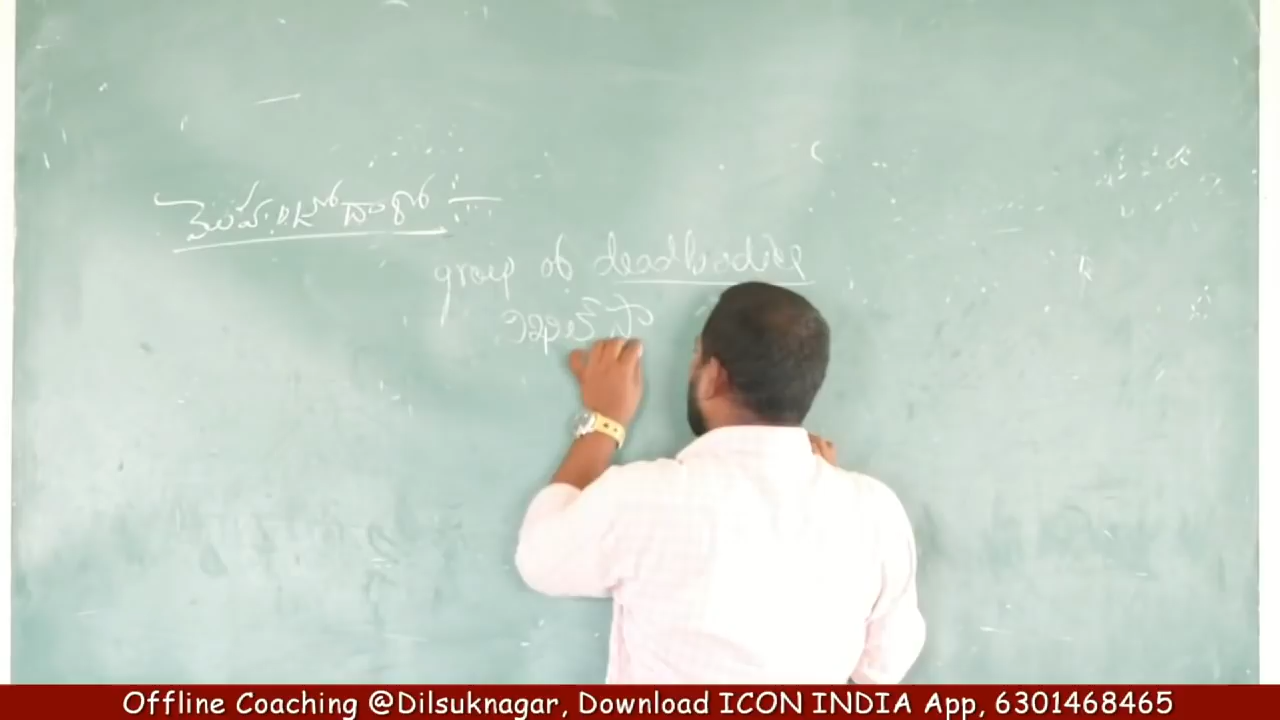 మొహంజోదారో :-
group of deadbodies
Offline Coaching @Dilsuknagar, Download ICON INDIA App, 6301468465